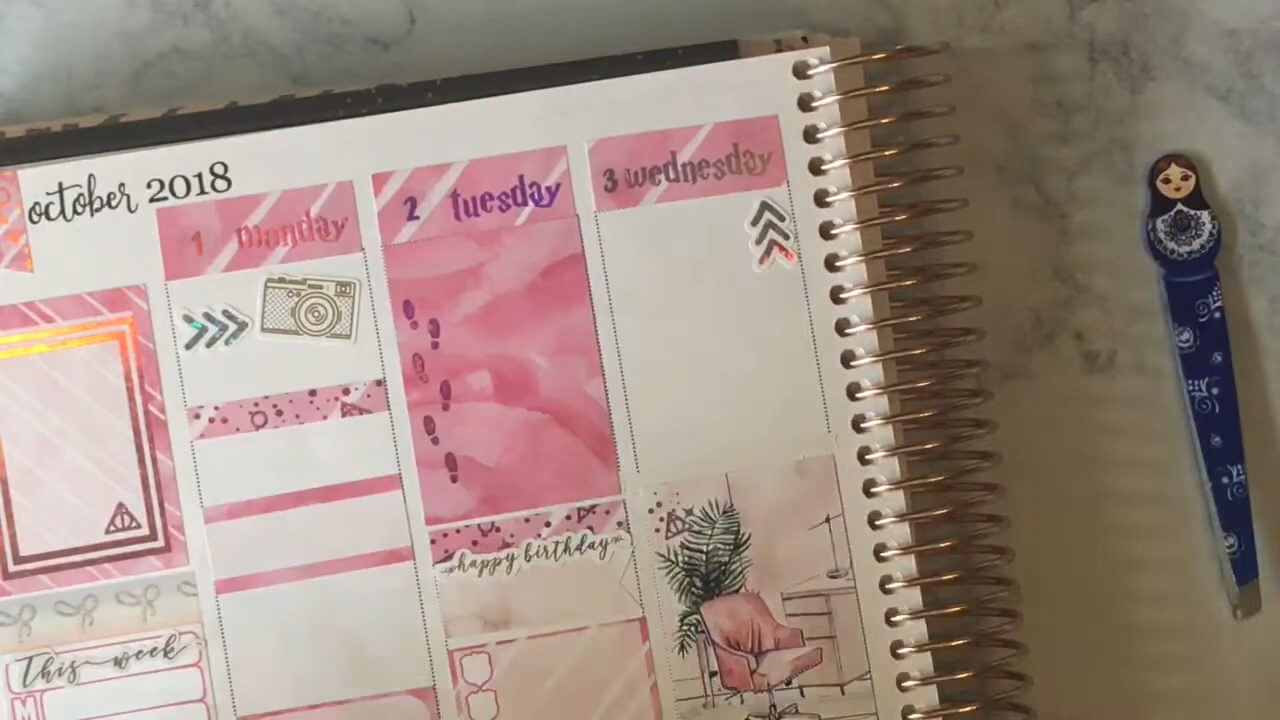 october 2018
1 monday
2 tuesday
3 wednesday
happy birthday
This week
M